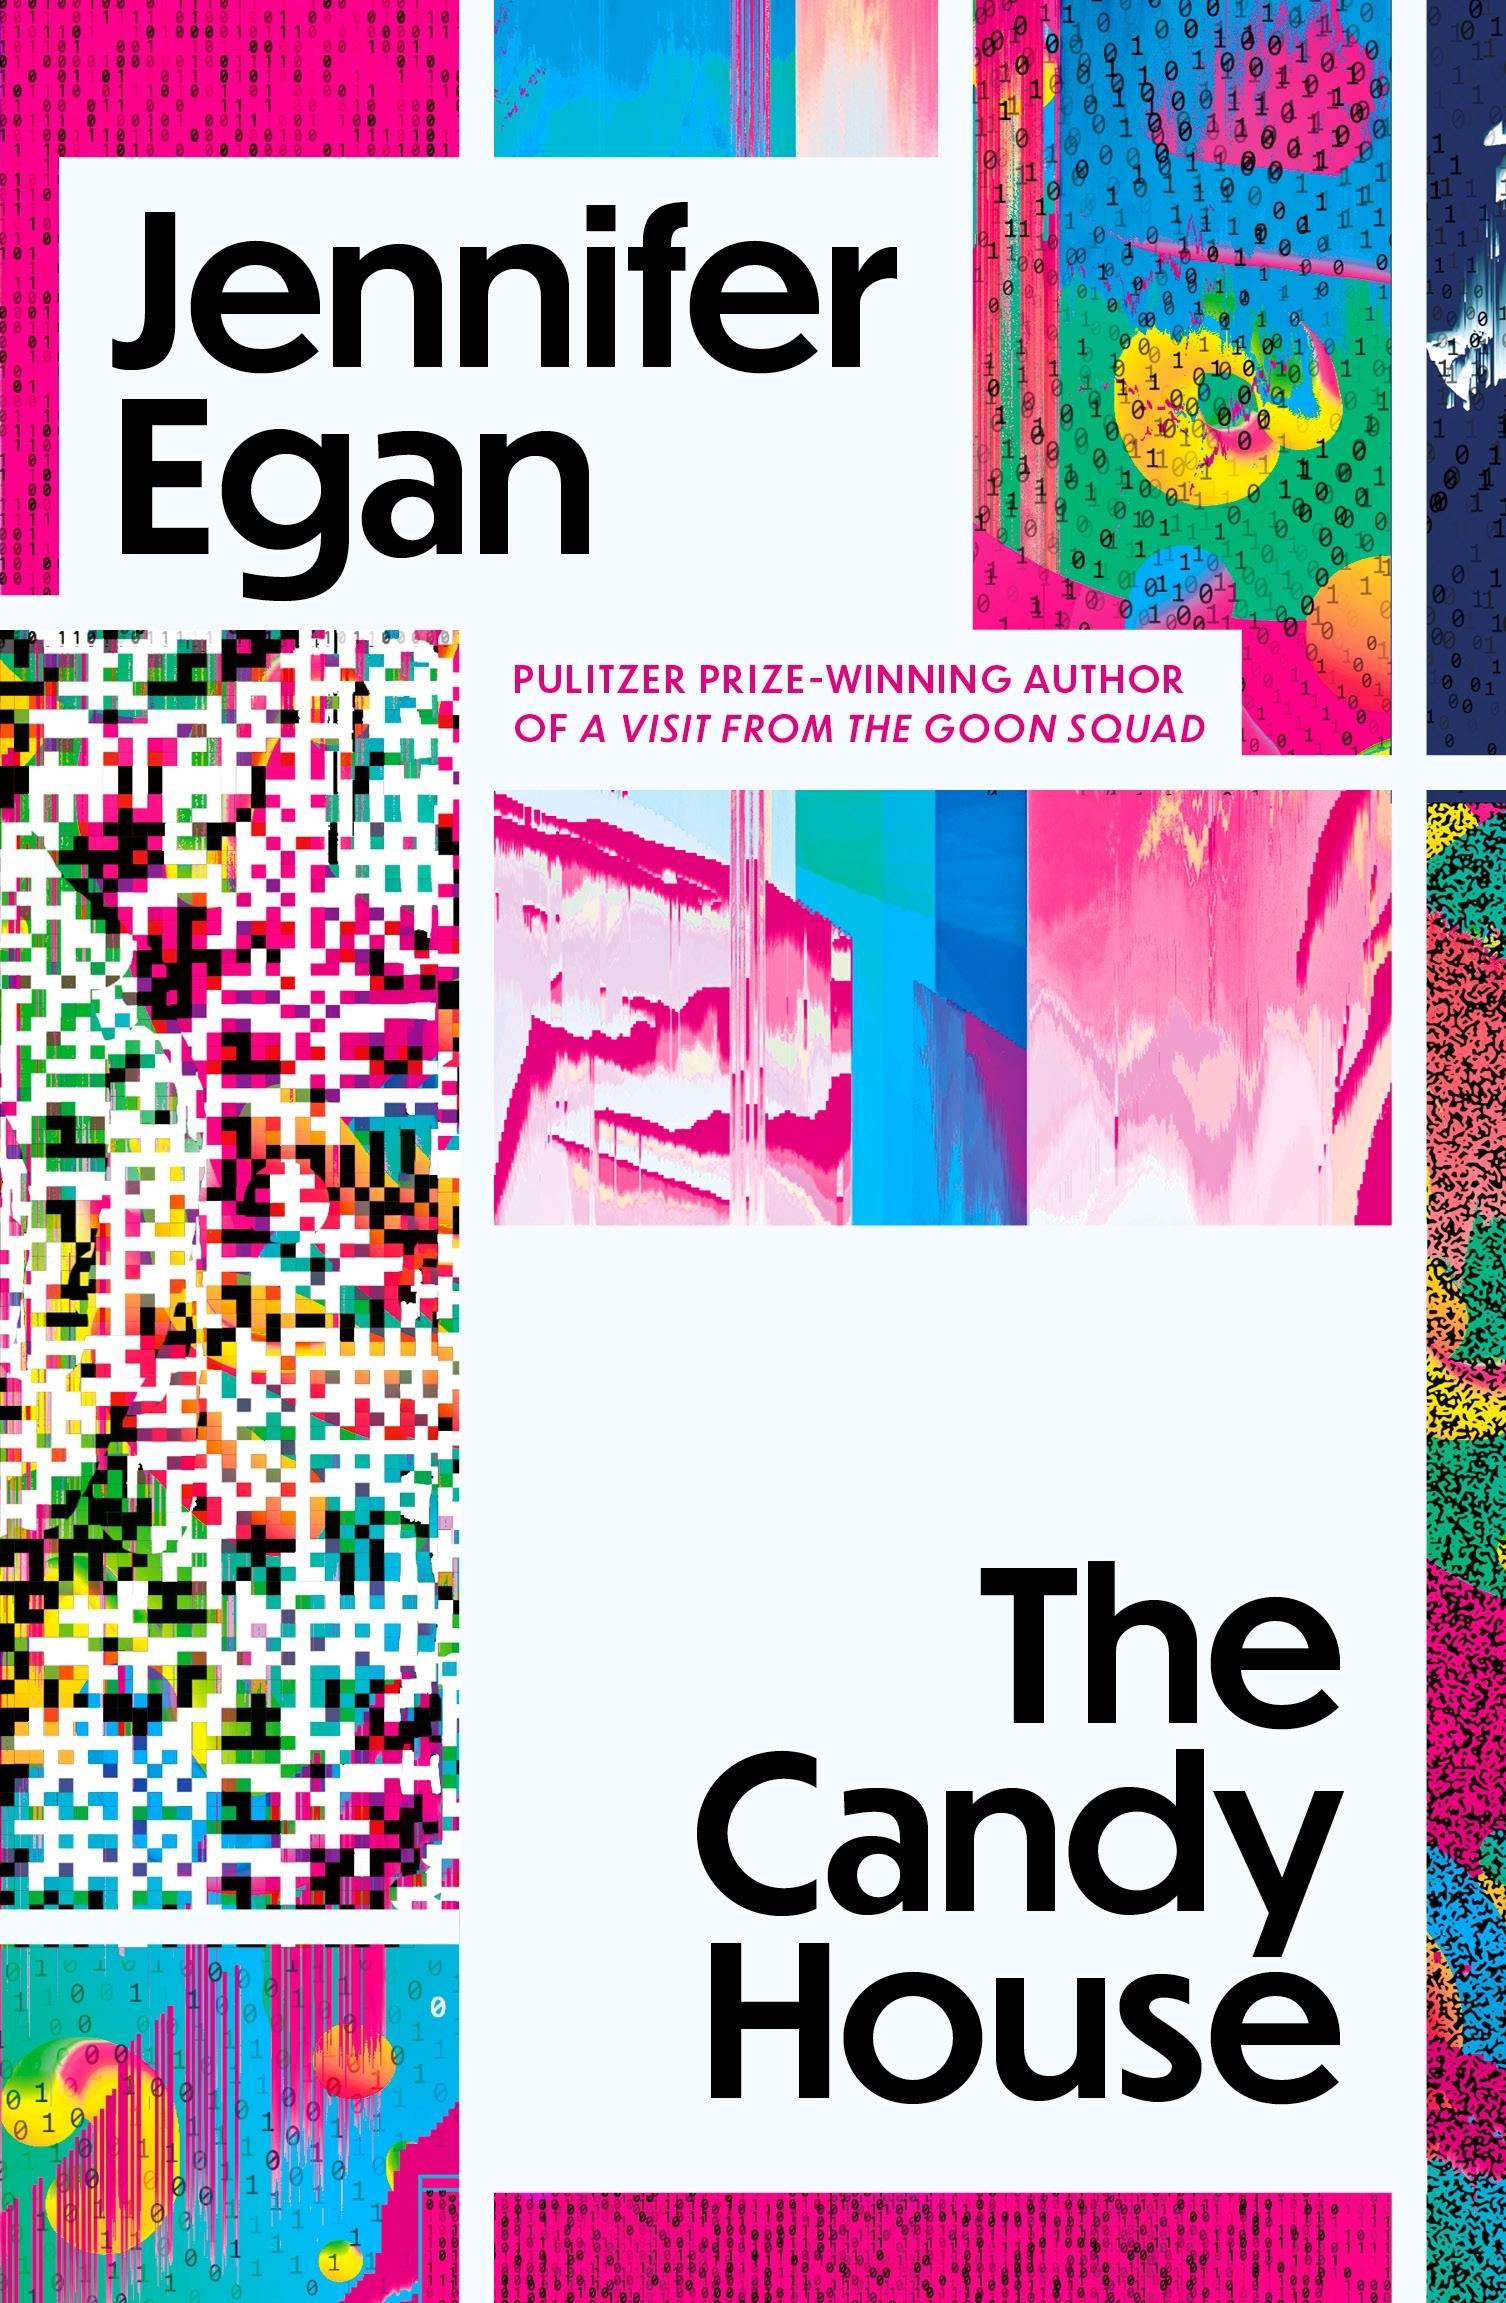 Jennifer
Egan
PULITZER PRIZE-WINNING AUTHOR
OF A VISIT FROM THE GOON SQUAD
The
Candy
House